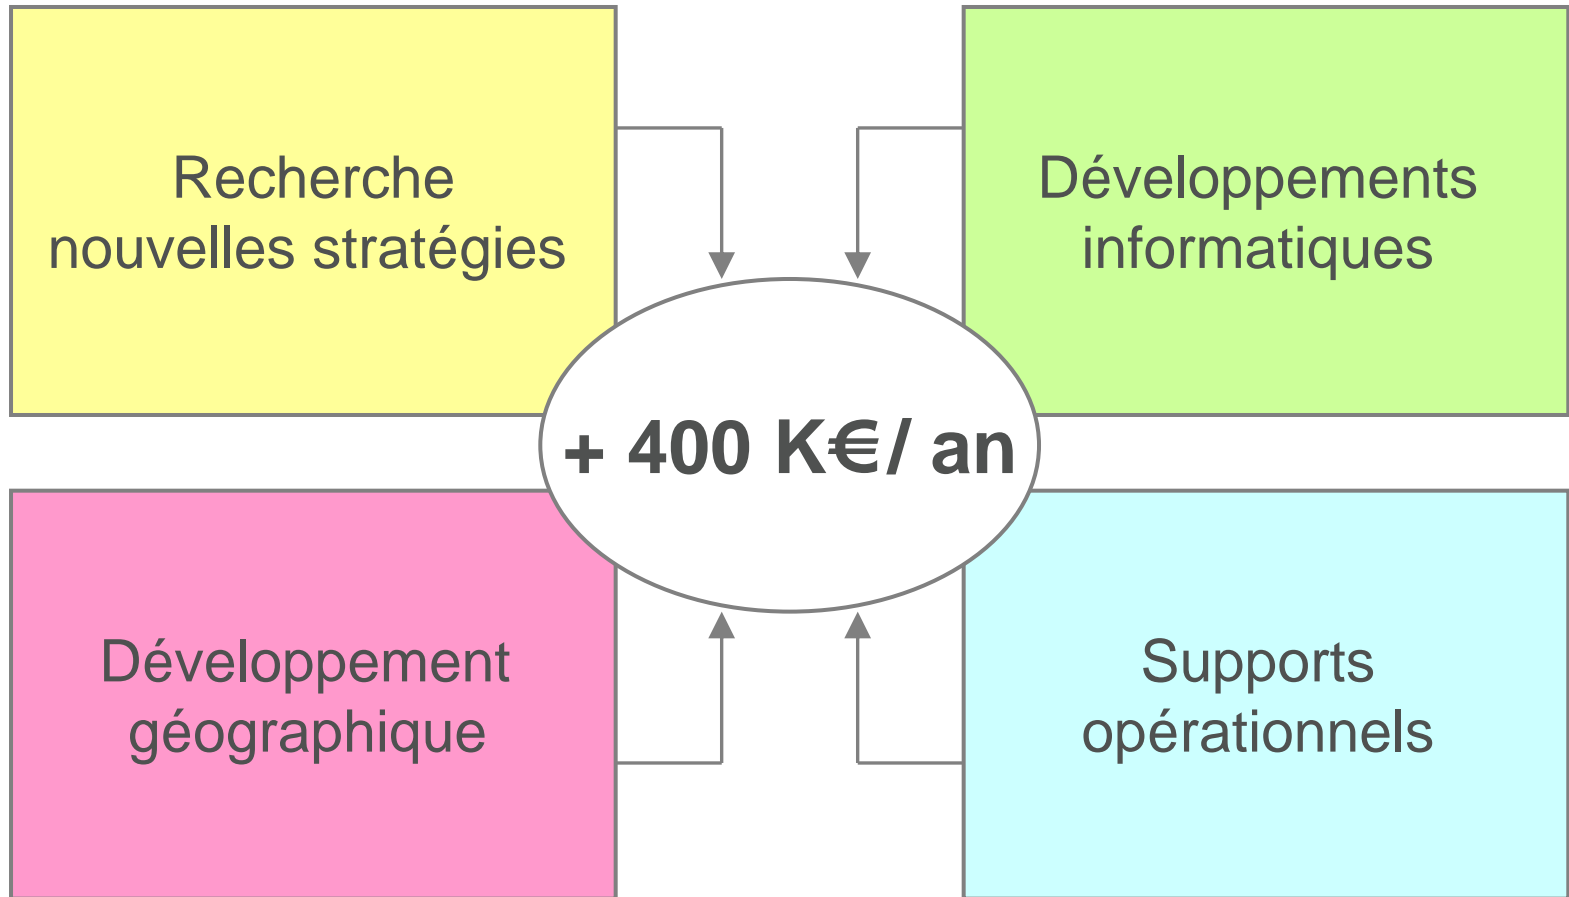 Recherche
nouvelles stratégies
Développements
informatiques
+ 400 K€/ an
Développement
géographique
Supports
opérationnels